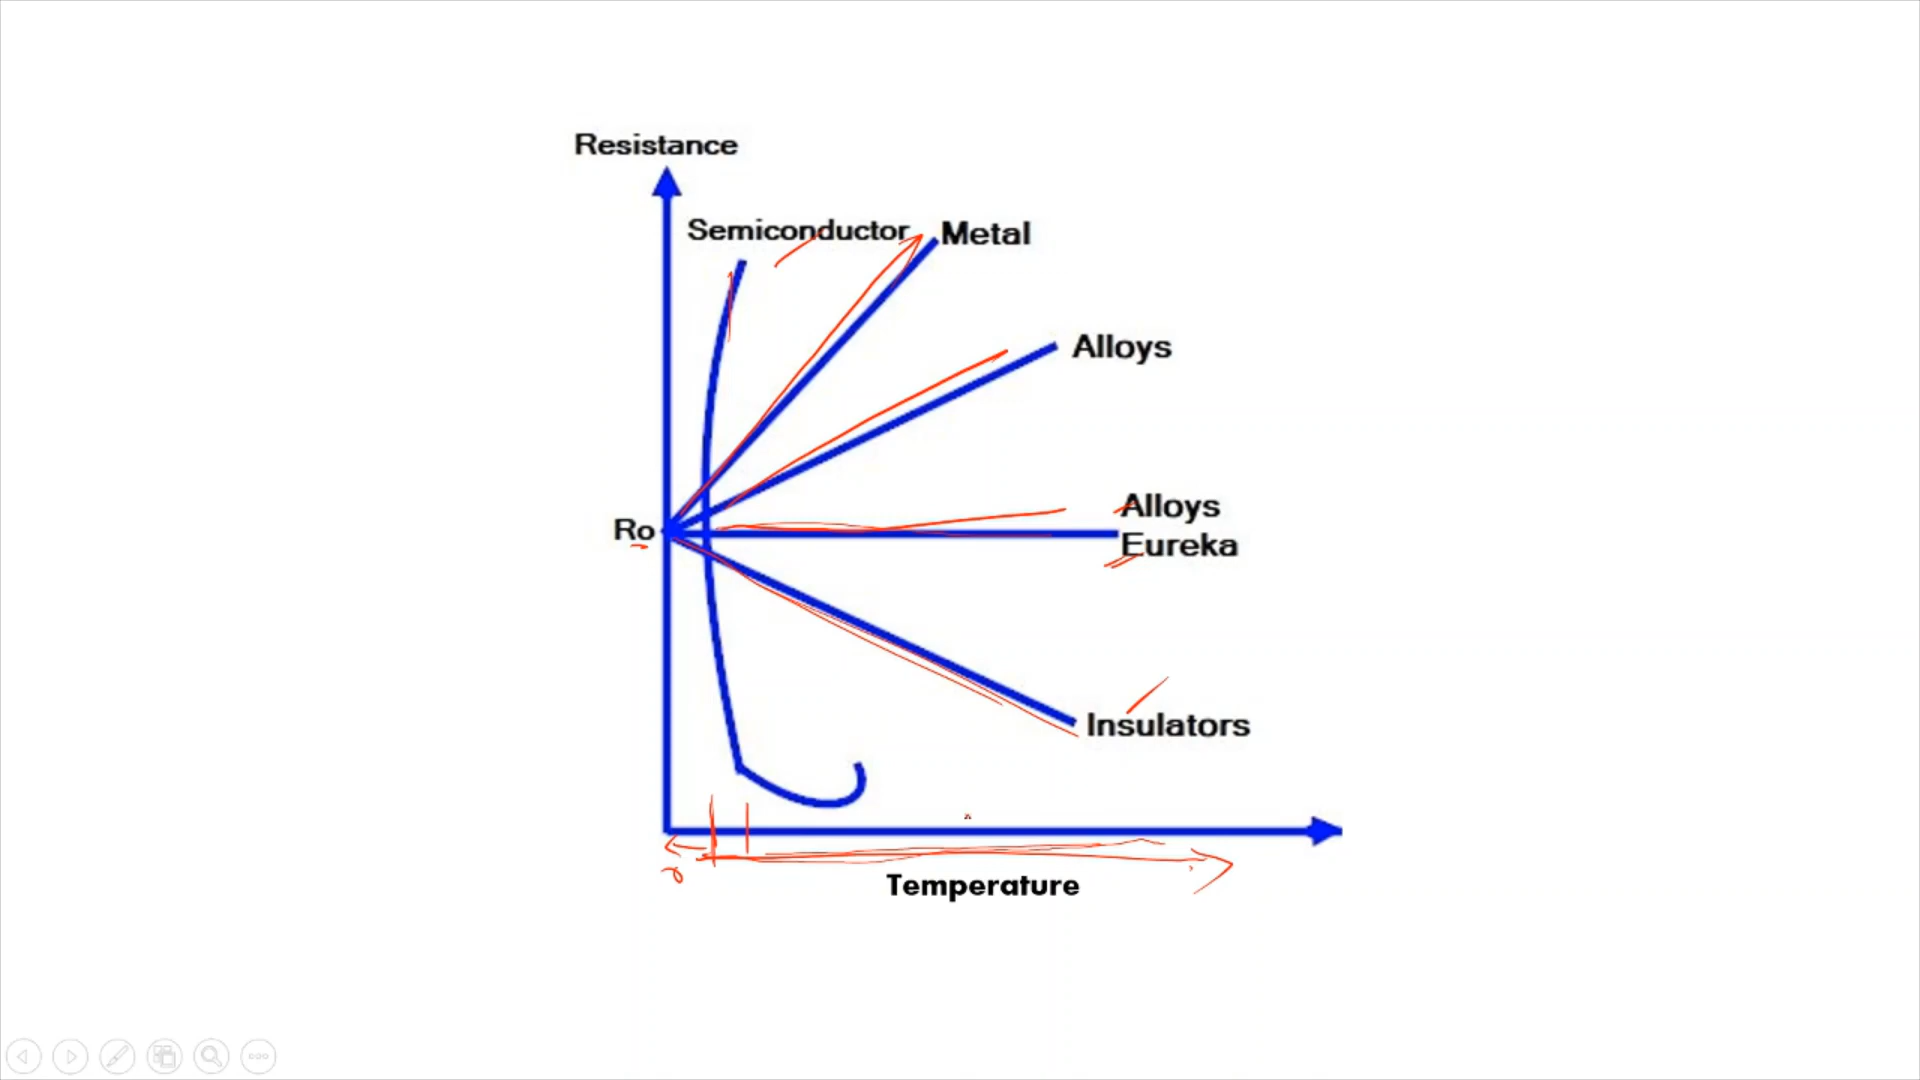 Resistance
Semiconductor
Metal
Alloys
Alloys
Ro
Eureka
Insulators
Temperature